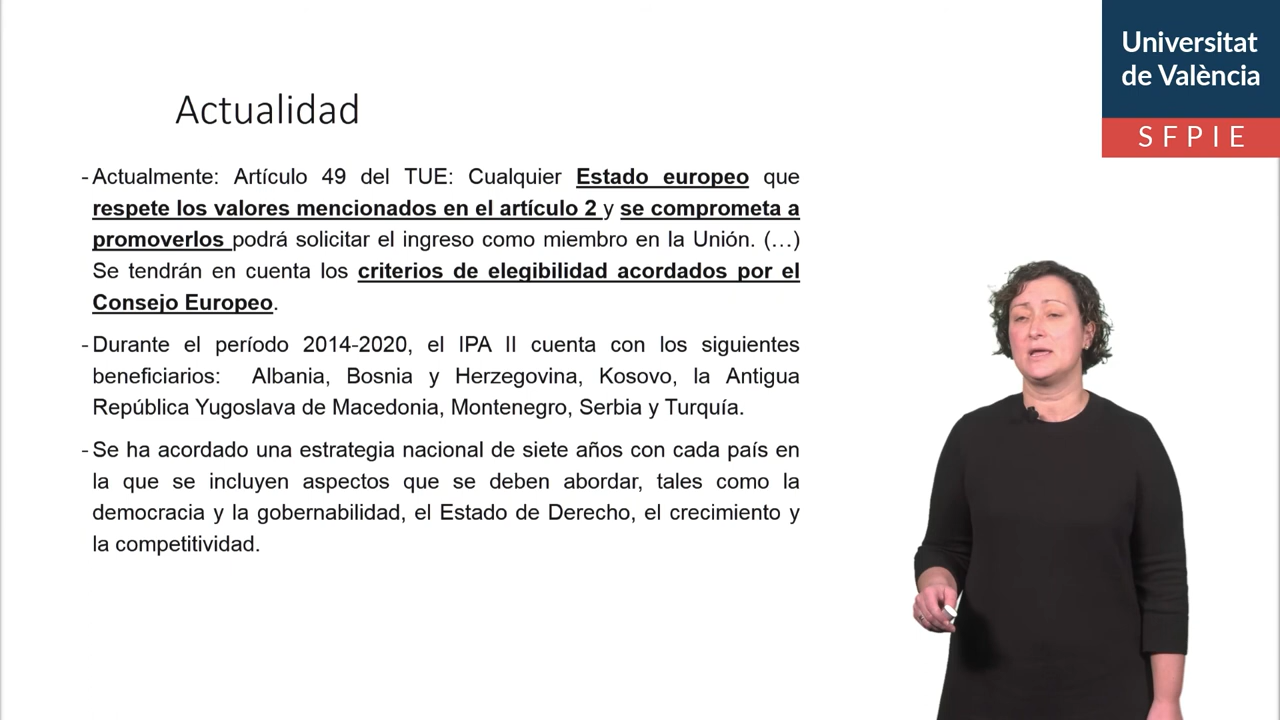 Universitat
de València
SFPIE
Actualidad
- Actualmente: Artículo 49 del TUE: Cualquier Estado europeo que
respete los valores mencionados en el artículo 2 y se comprometa a
promoverlos podrá solicitar el ingreso como miembro en la Unión. (…)
Se tendrán en cuenta los criterios de elegibilidad acordados por el
Consejo Europeo.
- Durante el período 2014-2020, el IPA II cuenta con los siguientes
beneficiarios: Albania, Bosnia y Herzegovina, Kosovo, la Antigua
República Yugoslava de Macedonia, Montenegro, Serbia y Turquía.
- Se ha acordado una estrategia nacional de siete años con cada país en
la que se incluyen aspectos que se deben abordar, tales como la
democracia y la gobernabilidad, el Estado de Derecho, el crecimiento y
la competitividad.